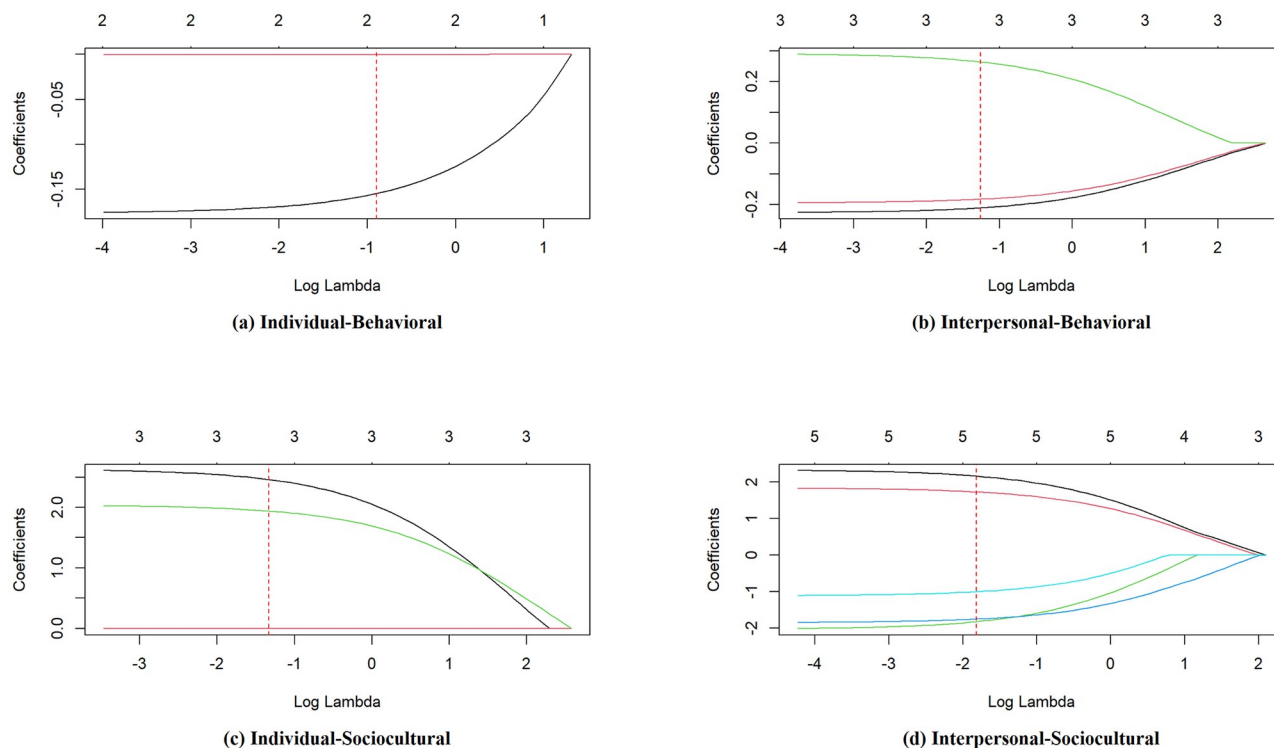 2 2 2 2 2 1
Coefficients
-0.05
-0.15
-4 -3 -2 -1 0 1
Log Lambda
(a) Individual-Behavioral
3 3 3 3 3 3 3
Coefficients
0.2
0.0
-0.2
-4 -3 -2 -1 0 1 2
Log Lambda
(b) Interpersonal-Behavioral
3 3 3 3 3 3
Coefficients
2.0
1.0
0.0
-3 -2 -1 0 1 2
Log Lambda
(c) Individual-Sociocultural
5 5 5 5 5 4 3
Coefficients
2
1
0
-1
-2
-4 -3 -2 -1 0 1 2
Log Lambda
(d) Interpersonal-Sociocultural